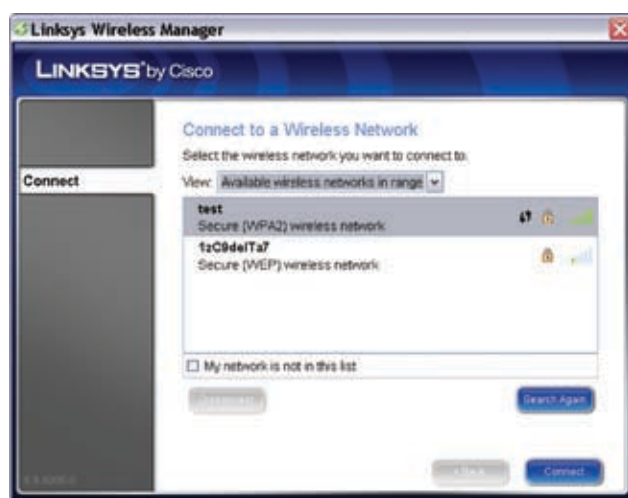 Linksys Wireless Manager
LINKSYS® by Cisco
Connect to a Wireless Network
Select the wireless network you want to connect to.
Connect
View: Available wireless networks in range
test
Secure (WPA2) wireless network
1zC9delTa7
Secure (WEP) wireless network
My network is not in this list
Search Again
Connect